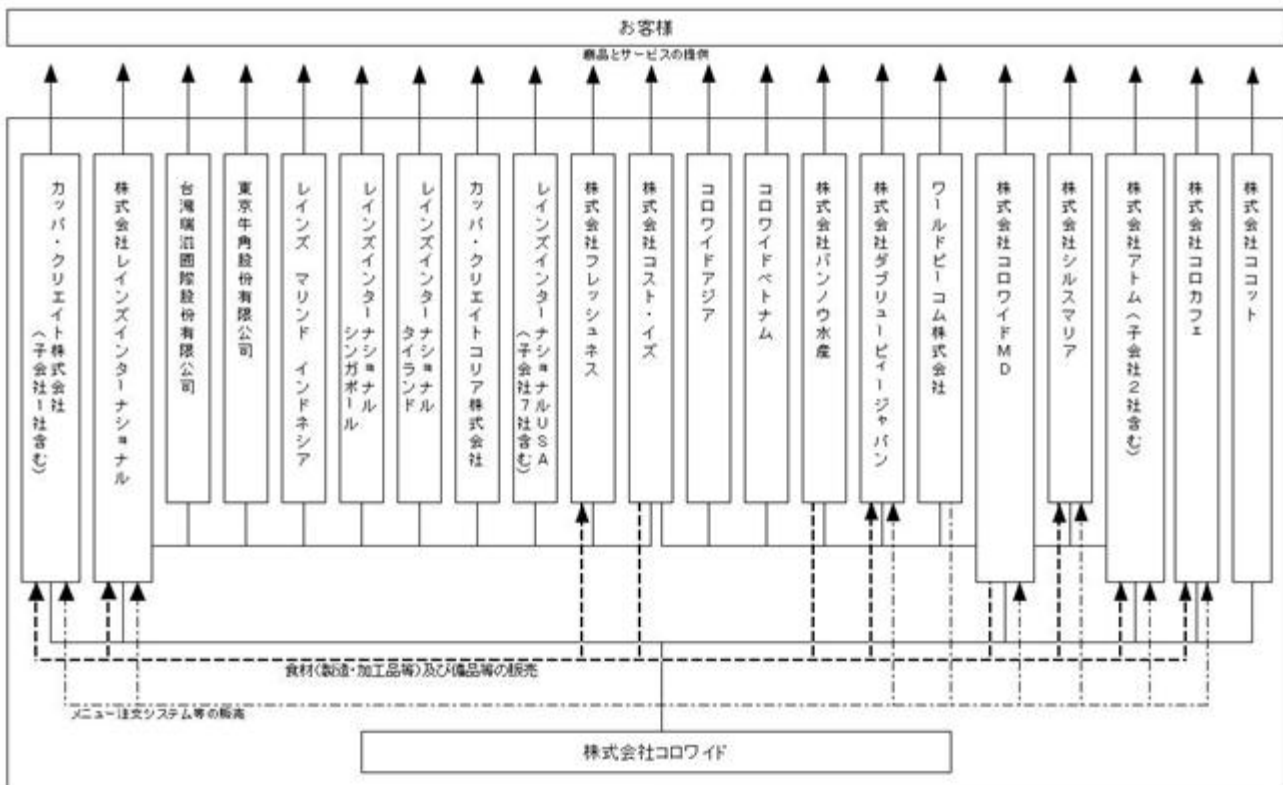 お客様
商品とサービスの提供
カッパ・クリエイト株式会社
(子会社1社含む)
株式会社レインズインターナショナル
台湾瑞滋國際股份有限公司
東京牛角股份有限公司
レインズ マリンド インドネシア
レインズインターナショナル
シンガポール
レインズインターナショナル
タイランド
カッパ・クリエイトコリア株式会社
レインズインターナショナルUSA
(子会社7社含む)
株式会社フレッシュネス
株式会社コスト・イズ
コロワイドアジア
コロワイドベトナム
株式会社バンノウ水産
株式会社ダブリューピィージャパン
ワールドピーコム株式会社
株式会社コロワイドMD
株式会社シルスマリア
株式会社アトム(子会社2社含む)
株式会社コロカフェ
株式会社ココット
食材(製造・加工品等)及び備品等の販売
メニュー注文システム等の販売
株式会社コロワイド